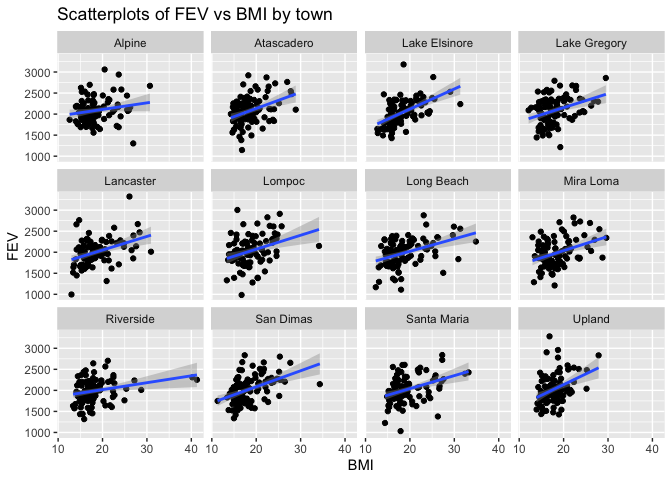 Scatterplots of FEV vs BMI by town
Alpine Atascadero Lake Elsinore Lake Gregory
3000
2500
2000
1500
1000
Lancaster Lompoc Long Beach Mira Loma
3000
2500
2000
1500
1000
FEV
Riverside San Dimas Santa Maria Upland
3000
2500
2000
1500
1000
10 20 30 40 10 20 30 40 10 20 30 40 10 20 30 40
BMI